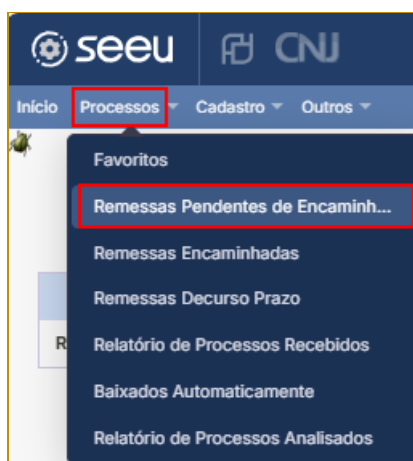 seeu CNJ
Início Processos Cadastro Outros
Favoritos
Remessas Pendentes de Encaminh...
Remessas Encaminhadas
Remessas Decurso Prazo
R
Relatório de Processos Recebidos
Baixados Automaticamente
Relatório de Processos Analisados